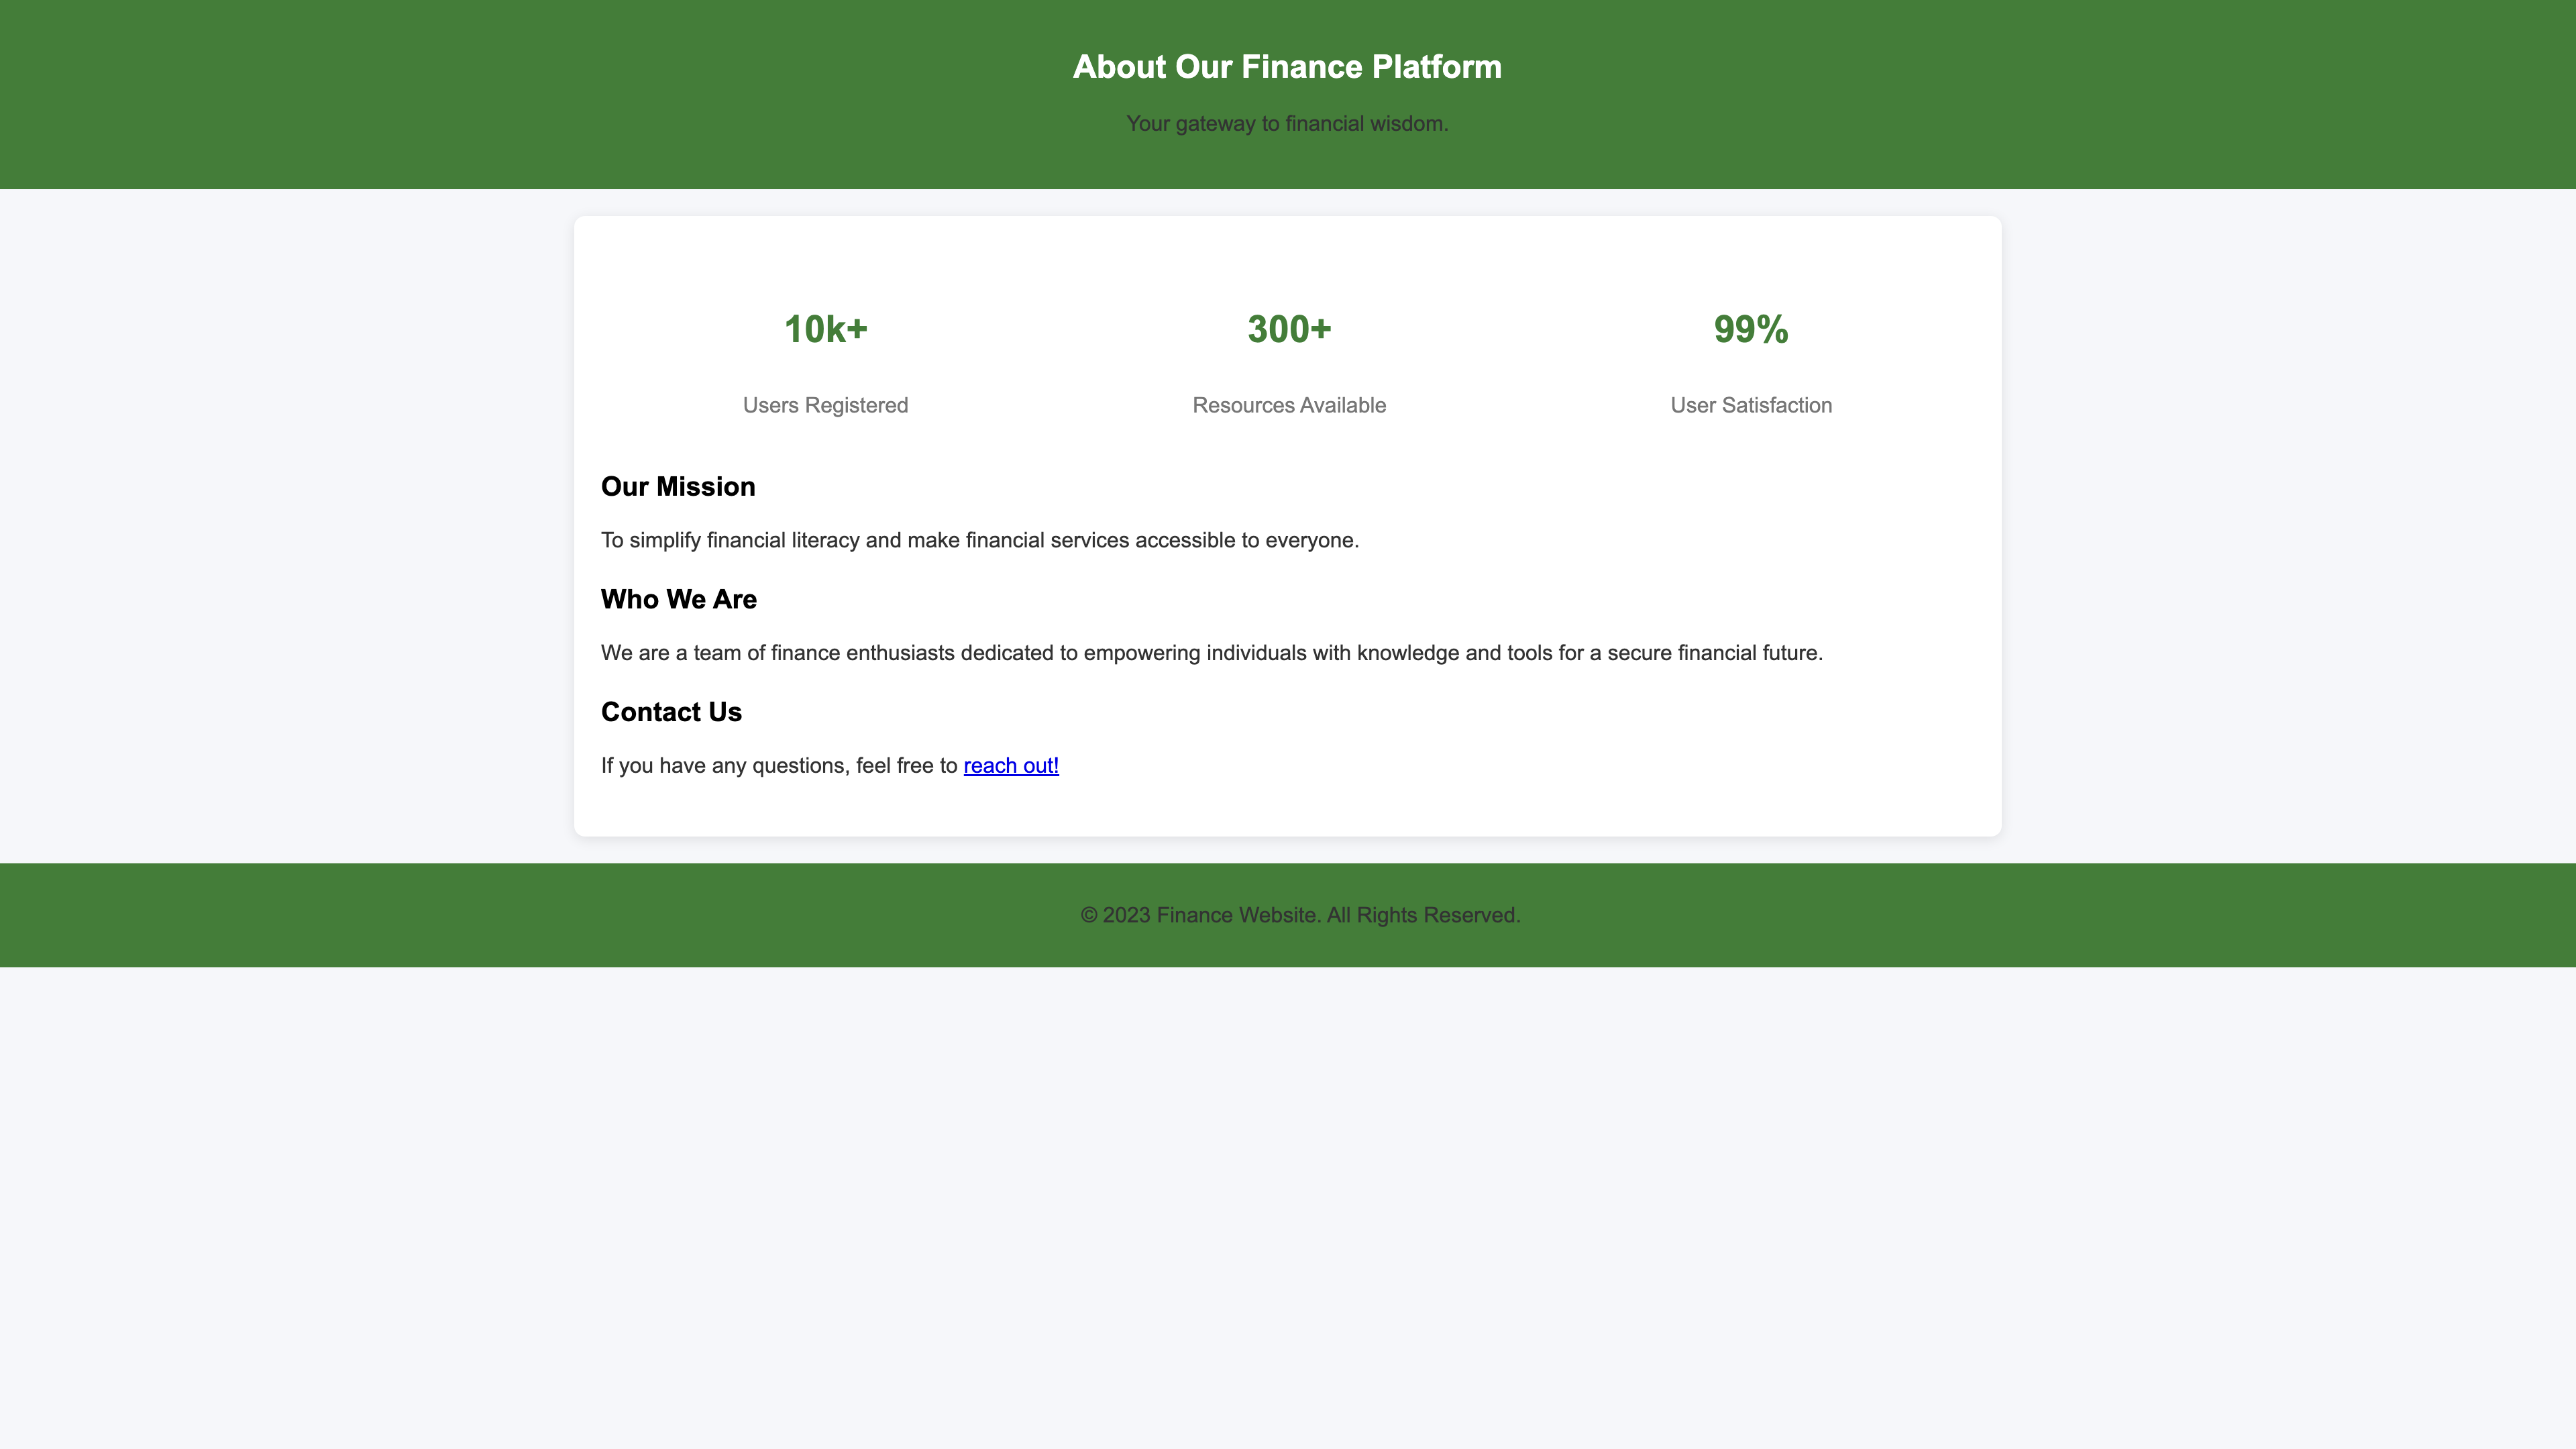 About Our Finance Platform
Your gateway to financial wisdom.
10k+ 300+ 99%
Users Registered Resources Available User Satisfaction
Our Mission
To simplify financial literacy and make financial services accessible to everyone.
Who We Are
We are a team of finance enthusiasts dedicated to empowering individuals with knowledge and tools for a secure financial future.
Contact Us
If you have any questions, feel free to reach out!
© 2023 Finance Website. All Rights Reserved.